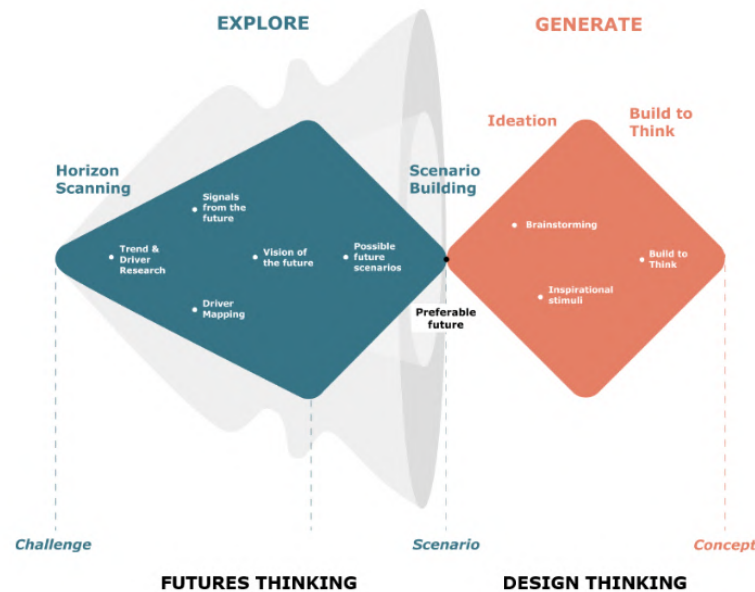 EXPLORE
GENERATE
Ideation
Build to
Think
Horizon
Scanning
Scenario
Building
Signals
from the
future
Brainstorming
Trend &
Driver
Research
Vision of
the future
Possible
future
scenarios
Build to
Think
Inspirational
stimuli
Driver
Mapping
Preferable
future
Challenge
Scenario
Concept
FUTURES THINKING
DESIGN THINKING